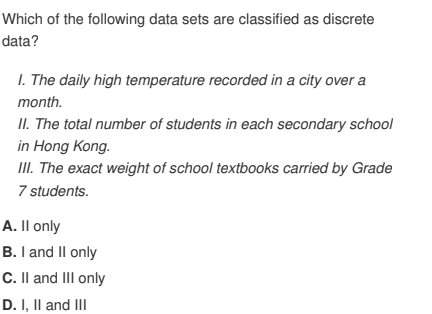 Which of the following data sets are classified as discrete
data?
I. The daily high temperature recorded in a city over a
month.
II. The total number of students in each secondary school
in Hong Kong.
III. The exact weight of school textbooks carried by Grade
7 students.
A. II only
B. I and II only
C. II and III only
D. I, II and III